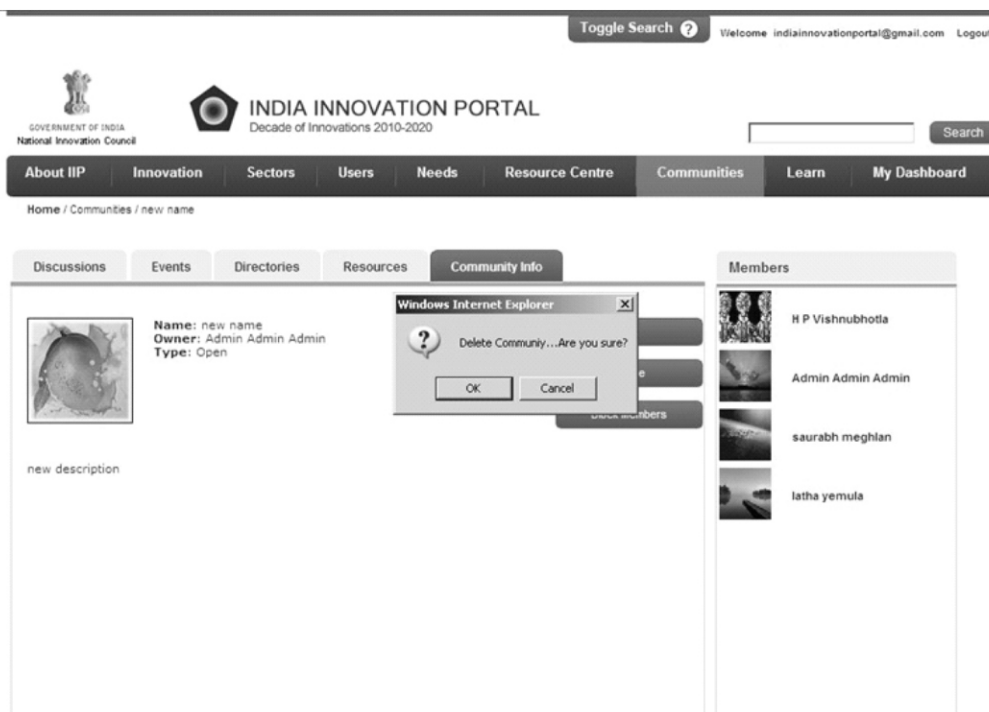 Toggle Search ?
Welcome indiainnovationportal@gmail.com Logout
GOVERNMENT OF INDIA
National Innovation Council
INDIA INNOVATION PORTAL
Decade of Innovations 2010-2020
Search
About IIP Innovation Sectors Users Needs Resource Centre Communities Learn My Dashboard
Home / Communities / new name
Discussions Events Directories Resources Community Info
Members
Name: new name
Owner: Admin Admin Admin
Type: Open
new description
Windows Internet Explorer
Delete Communiy...Are you sure?
OK Cancel
Block Members
H P Vishnubhotla
Admin Admin Admin
saurabh meghlan
latha yemula